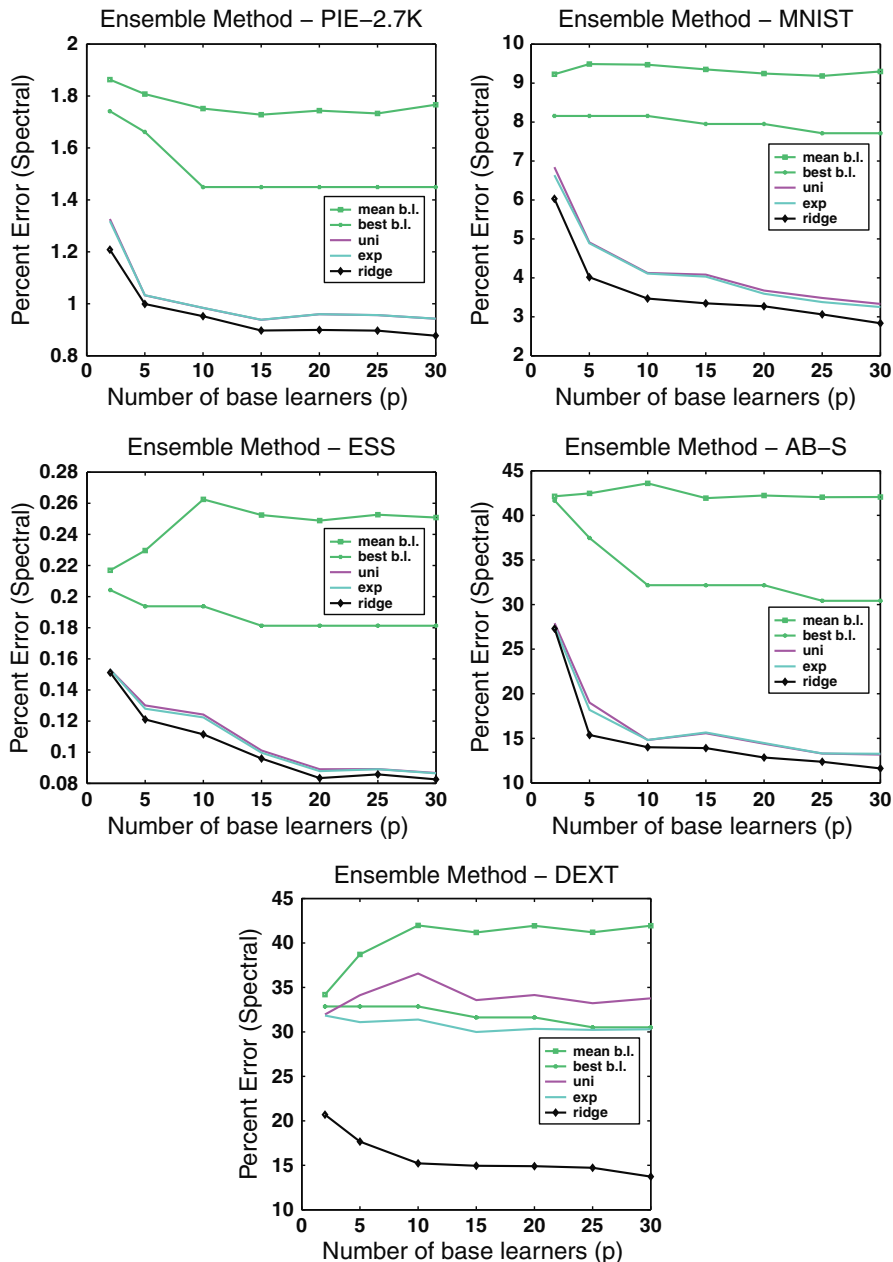 Ensemble Method – PIE–2.7K
Percent Error (Spectral)
2
1.8
1.6
1.4
1.2
1
0.8
mean b.l.
best b.l.
uni
exp
ridge
0 5 10 15 20 25 30
Number of base learners (p)
Ensemble Method – MNIST
Percent Error (Spectral)
10
9
8
7
6
5
4
3
2
mean b.l.
best b.l.
uni
exp
ridge
0 5 10 15 20 25 30
Number of base learners (p)
Ensemble Method – ESS
Percent Error (Spectral)
0.28
0.26
0.24
0.22
0.2
0.18
0.16
0.14
0.12
0.1
0.08
mean b.l.
best b.l.
uni
exp
ridge
0 5 10 15 20 25 30
Number of base learners (p)
Ensemble Method – AB–S
Percent Error (Spectral)
45
40
35
30
25
20
15
10
mean b.l.
best b.l.
uni
exp
ridge
0 5 10 15 20 25 30
Number of base learners (p)
Ensemble Method – DEXT
Percent Error (Spectral)
45
40
35
30
25
20
15
10
mean b.l.
best b.l.
uni
exp
ridge
0 5 10 15 20 25 30
Number of base learners (p)